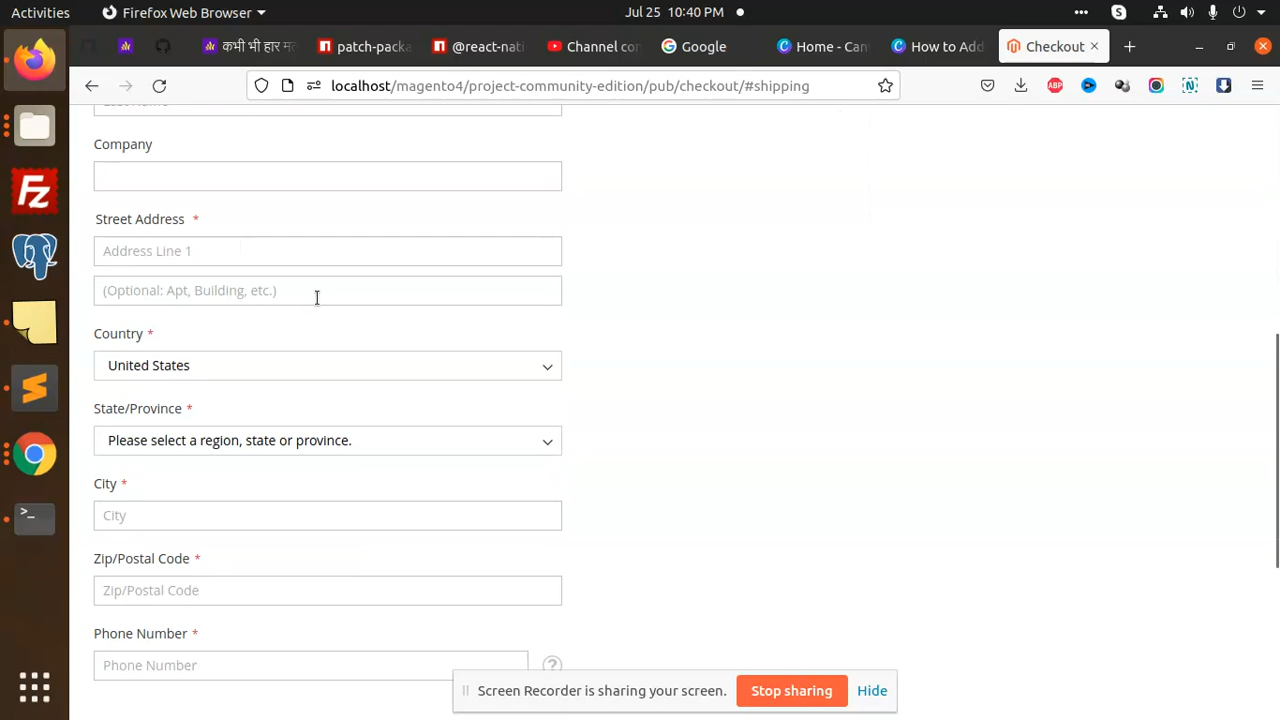 Activities
Firefox Web Browser
Jul 25 10:40 PM
कभी भी हार मत
patch-packa
@react-nati
Channel con
Google
Home - Can
How to Add
Checkout
localhost/magento4/project-community-edition/pub/checkout/#shipping
ABP
Company
Street Address *
Address Line 1
(Optional: Apt, Building, etc.)
Country *
United States
State/Province *
Please select a region, state or province.
City *
City
Zip/Postal Code *
Zip/Postal Code
Phone Number *
Phone Number
Screen Recorder is sharing your screen.
Stop sharing
Hide